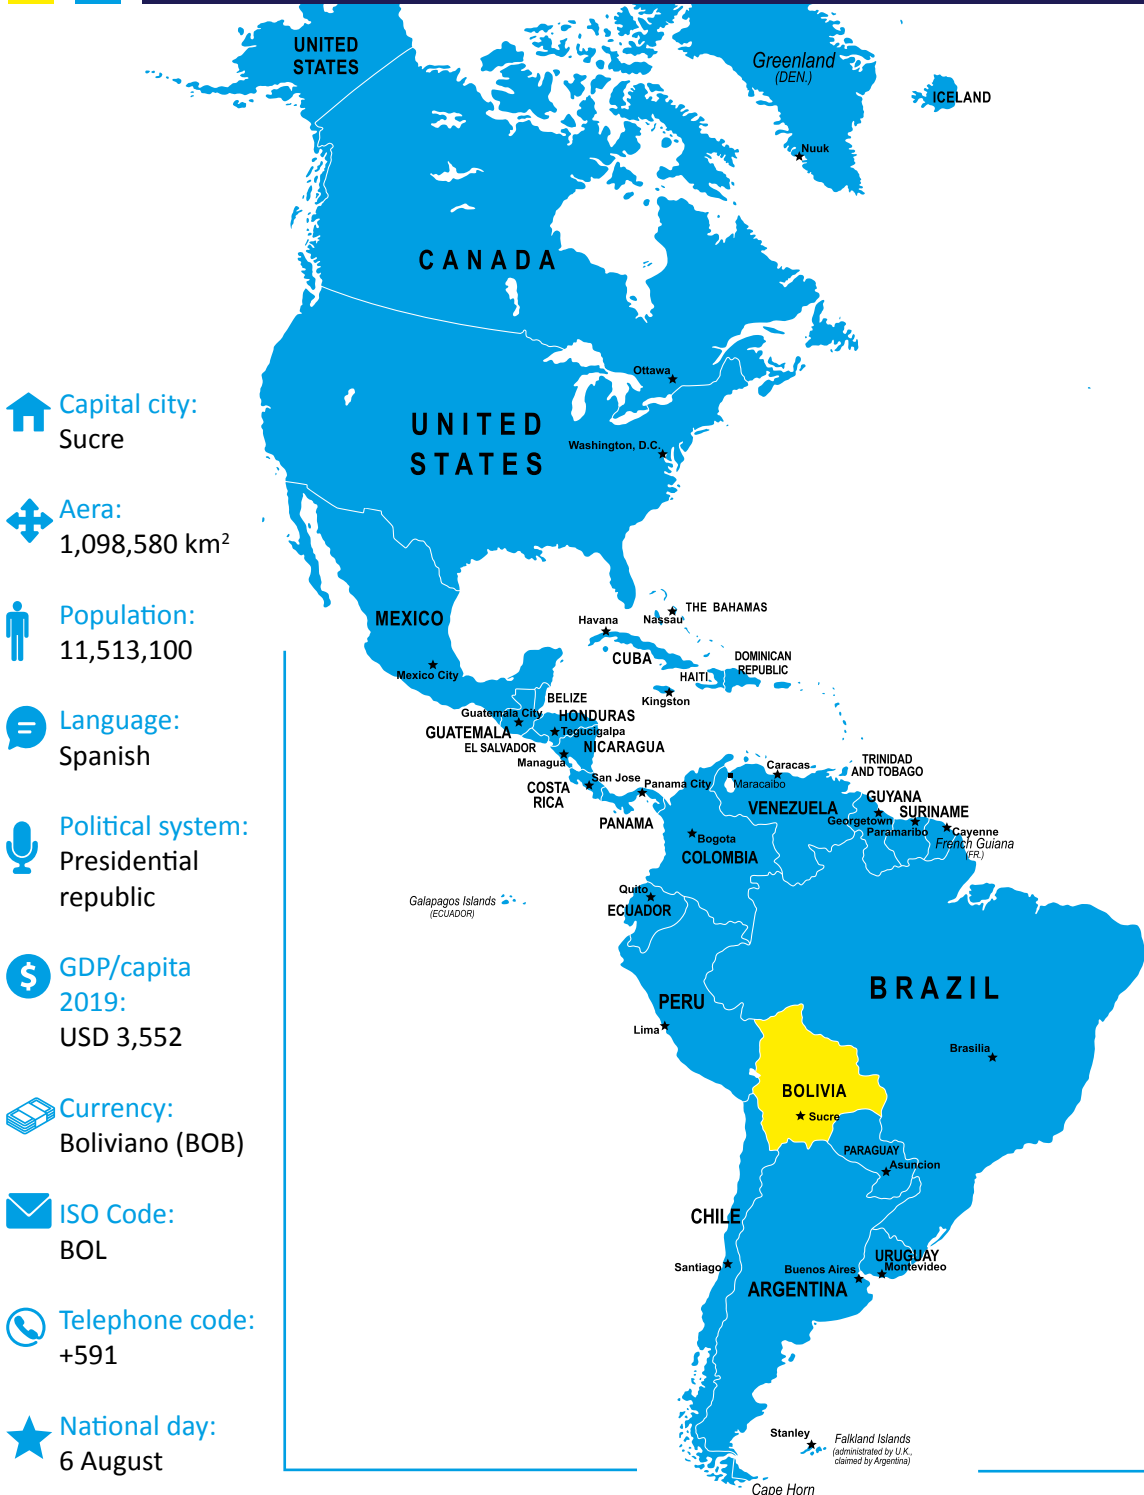 Capital city:
Sucre
Aera:
1,098,580 km²
Population:
11,513,100
Language:
Spanish
Political system:
Presidential
republic
GDP/capita
2019:
USD 3,552
Currency:
Boliviano (BOB)
ISO Code:
BOL
Telephone code:
+591
National day:
6 August
UNITED
STATES
Greenland
(DEN.)
ICELAND
Nuuk
CANADA
Ottawa
UNITED
STATES
Washington, D.C.
MEXICO
Mexico City
Havana
Nassau
THE BAHAMAS
CUBA
DOMINICAN
REPUBLIC
HAITI
Kingston
BELIZE
Guatemala City
HONDURAS
GUATEMALA
Tegucigalpa
EL SALVADOR
NICARAGUA
Managua
San Jose
COSTA
RICA
Panama City
PANAMA
Caracas
Maracaibo
TRINIDAD
AND TOBAGO
VENEZUELA
GUYANA
SURINAME
Georgetown
Paramaribo
Cayenne
French Guiana
(FR.)
Bogota
COLOMBIA
Galapagos Islands
(ECUADOR)
Quito
ECUADOR
BRAZIL
PERU
Lima
Brasilia
BOLIVIA
Sucre
PARAGUAY
Asuncion
CHILE
Santiago
URUGUAY
Montevideo
Buenos Aires
ARGENTINA
Stanley
Falkland Islands
(administrated by U.K.,
claimed by Argentina)
Cape Horn